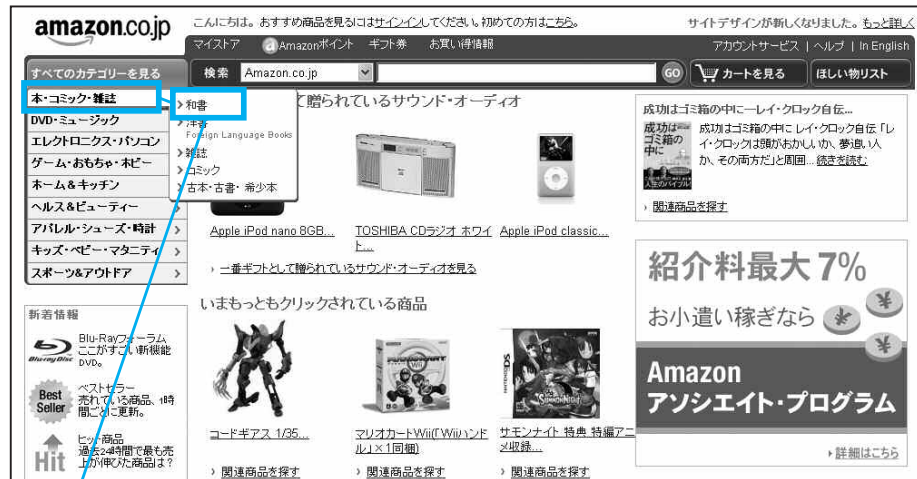 amazon.co.jp
こんにちは。おすすめ商品を見るにはサインインしてください。初めての方はこちら。
サイトデザインが新しくなりました。もっと詳しく
マイストア
Amazonポイント
ギフト券
お買い得情報
アカウントサービス | ヘルプ | In English
すべてのカテゴリーを見る
検索
Amazon.co.jp
GO
カートを見る
ほしい物リスト
本・コミック・雑誌
DVD・ミュージック
エレクトロニクス・パソコン
ゲーム・おもちゃ・ホビー
ホーム&キッチン
ヘルス&ビューティー
アパレル・シューズ・時計
キッズ・ベビー・マタニティ
スポーツ&アウトドア
和書
洋書
Foreign Language Books
雑誌
コミック
古本・古書・希少本
て贈られているサウンド・オーディオ
Apple iPod nano 8GB...
TOSHIBA CDラジオ ホワイト...
Apple iPod classic...
一番ギフトとして贈られているサウンド・オーディオを見る
成功はゴミ箱の中に―レイ・クロック自伝...
成功は
ゴミ箱の
中に
人生のバイブル
成功はゴミ箱の中に レイ・クロック自伝 「レ
イ・クロックは頭がおかしいか、夢追い人
か、その両方だ」と周囲... 続きを読む
関連商品を探す
新着情報
Blu-ray Disc
Blu-Rayフォーラム
ここがすごい新機能
DVD。
Best
Seller
ベストセラー
売れている商品、1時
間ごとに更新。
Hit
ヒット商品
過去24時間で最も売
上が伸びた商品は?
いまもっともクリックされている商品
コードギアス 1/35...
関連商品を探す
マリオカートWii(「Wiiハンド
ル」×1同梱)
関連商品を探す
サモンナイト 特典 特編アニ
メ収録...
関連商品を探す
紹介料最大7%
お小遣い稼ぎなら
Amazon
アソシエイト・プログラム
詳細はこちら